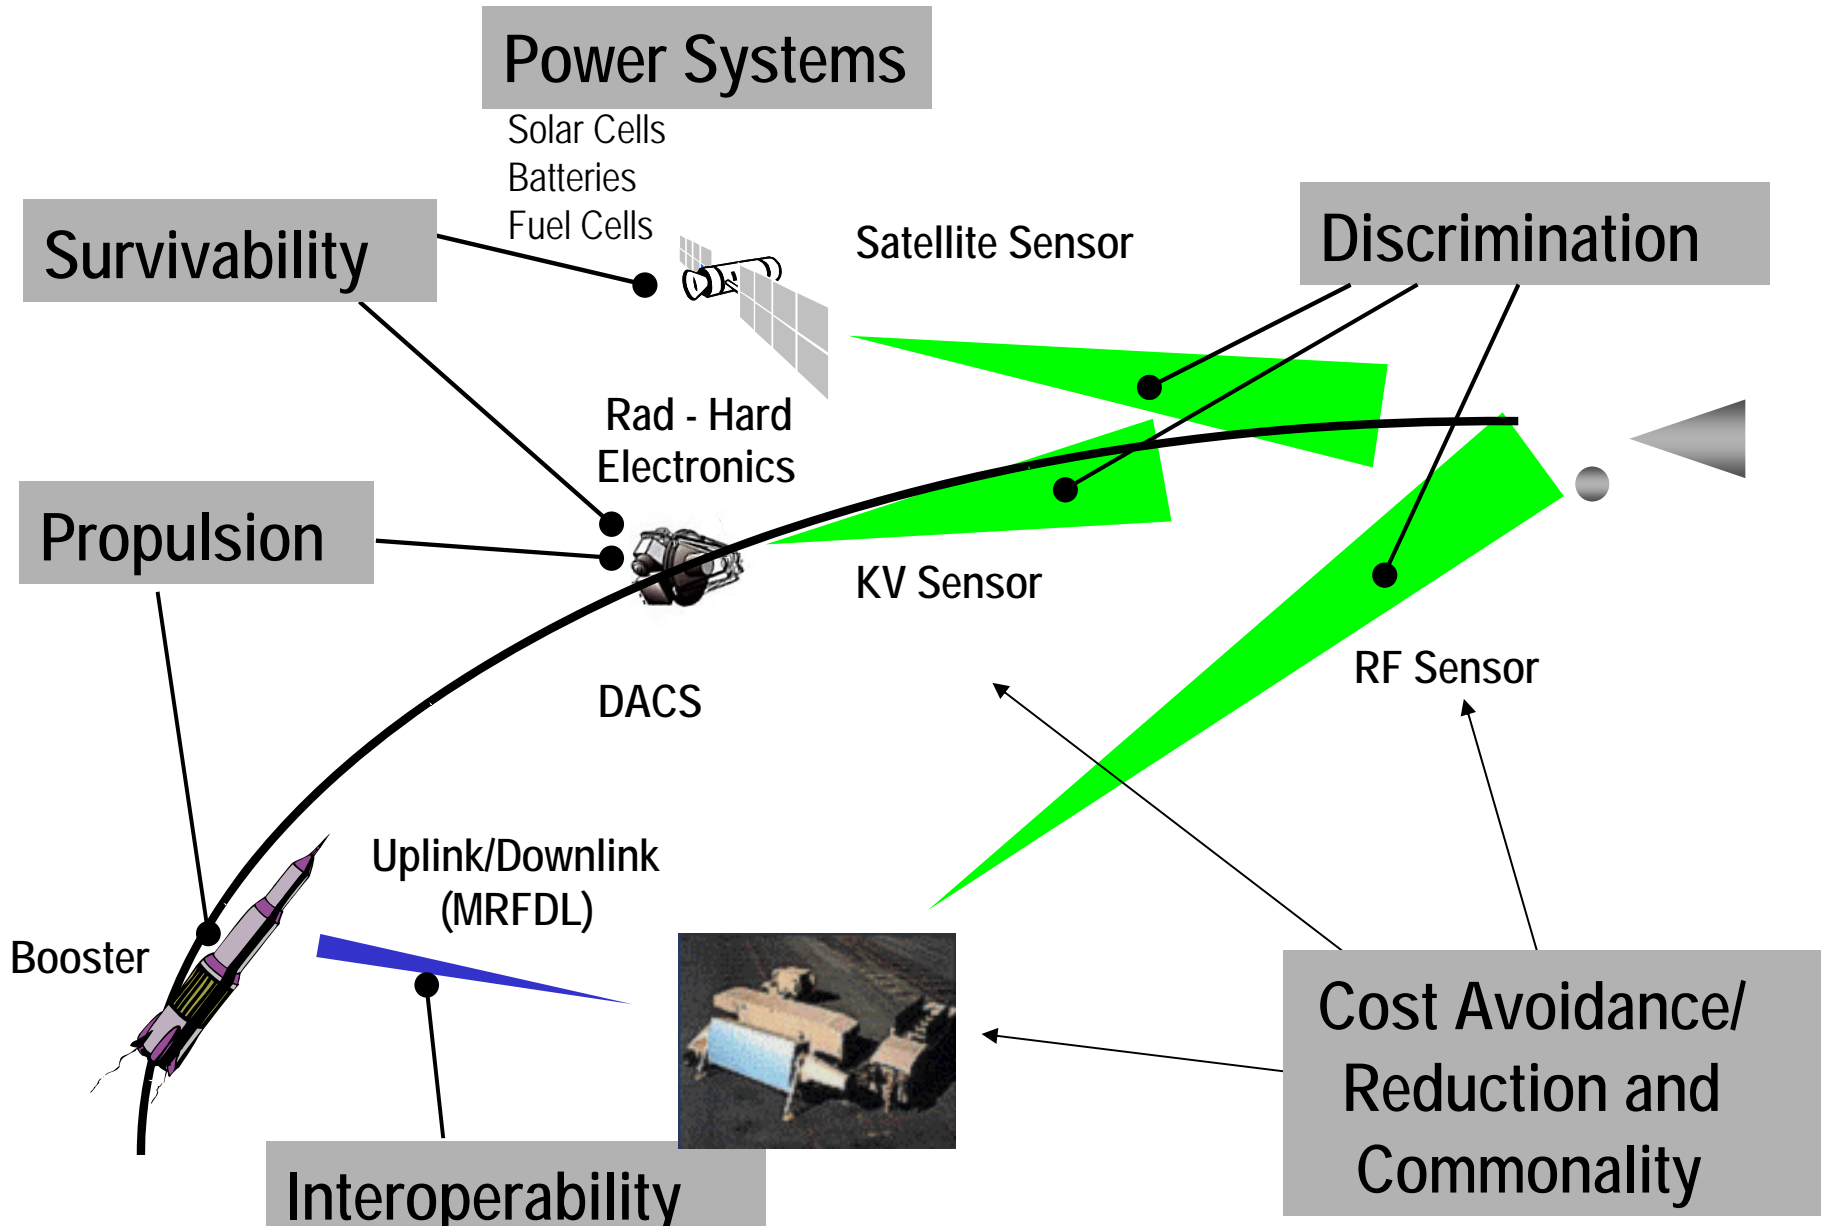 Power Systems
Solar Cells
Batteries
Fuel Cells
Survivability
Satellite Sensor
Discrimination
Rad - Hard
Electronics
Propulsion
KV Sensor
RF Sensor
DACS
Uplink/Downlink
(MRFDL)
Booster
Cost Avoidance/
Reduction and
Commonality
Interoperability